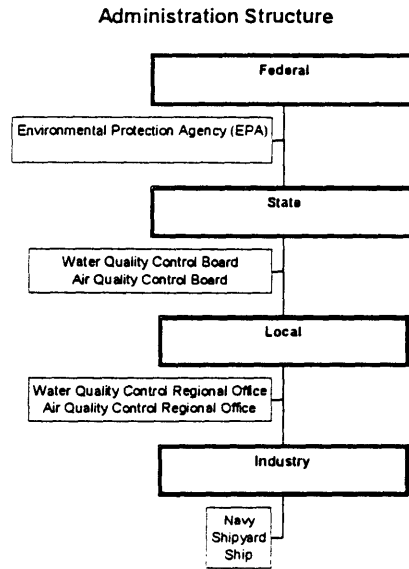 Administration Structure
Federal
Environmental Protection Agency (EPA)
State
Water Quality Control Board
Air Quality Control Board
Local
Water Quality Control Regional Office
Air Quality Control Regional Office
Industry
Navy
Shipyard
Ship